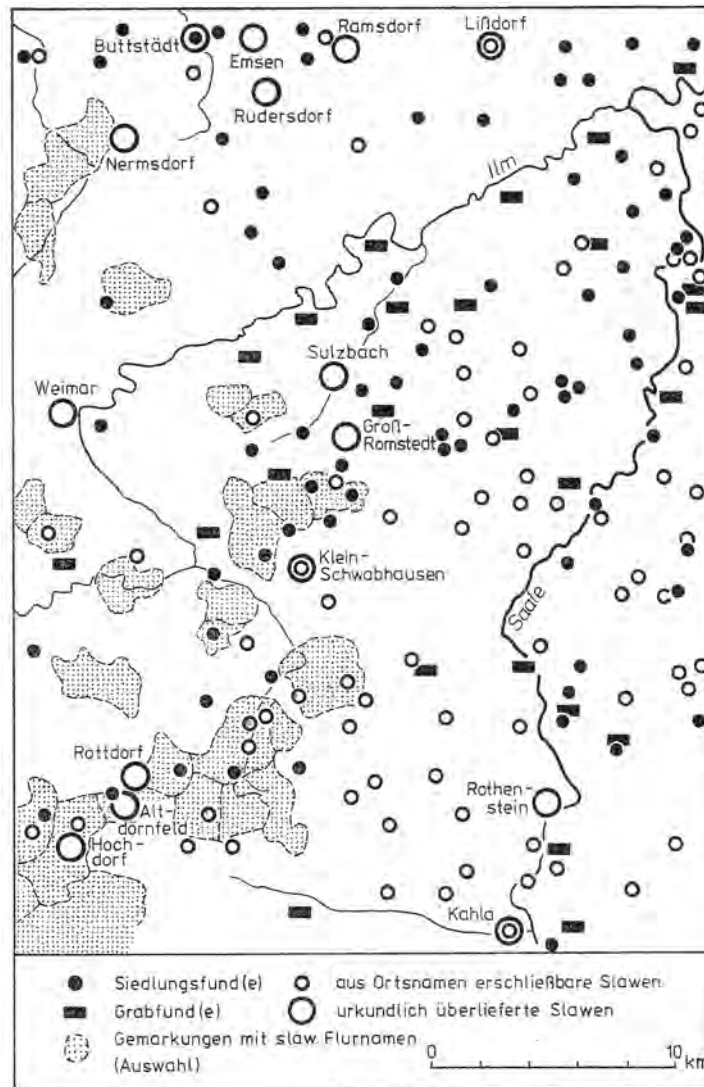 Buttstädt
Emsen
Ramsdorf
Lißdorf
Rüdersdorf
Nermsdorf
Ilm
Sulzbach
Weimar
Groß-
Romstedt
Klein-
Schwabhausen
Saale
Rottdorf
Alt-
dörnfeld
Hoch-
dorf
Rothen-
stein
Kahla
Siedlungsfund(e)
aus Ortsnamen erschließbare Slawen
Grabfund(e)
urkundlich überlieferte Slawen
Gemarkungen mit slaw. Flurnamen
(Auswahl)
0 10 km